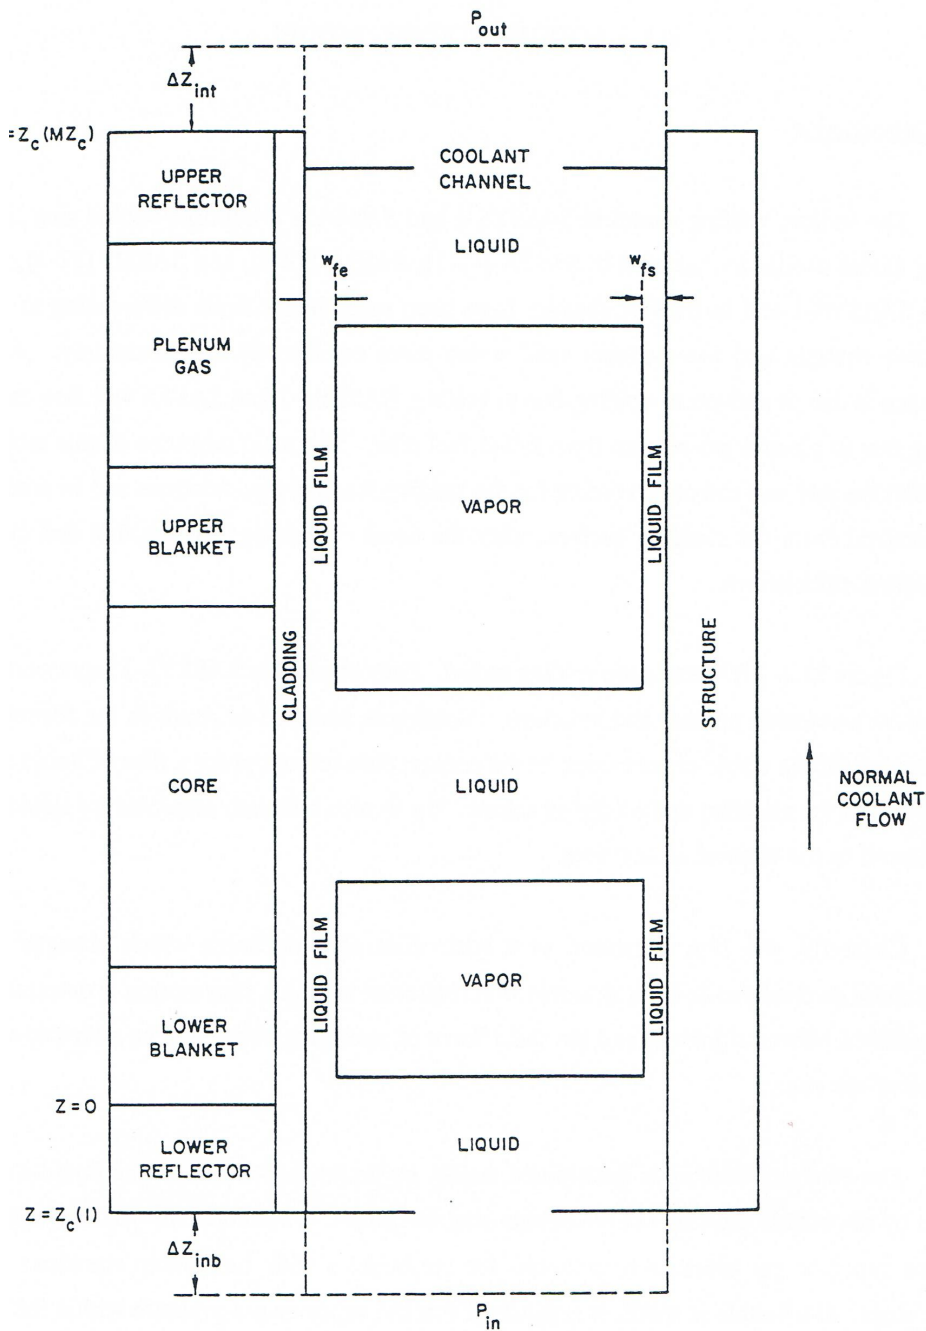 P_out
ΔZ_int
= Z_c (MZ_c)
UPPER
REFLECTOR
COOLANT
CHANNEL
LIQUID
w_fe
w_fs
PLENUM
GAS
LIQUID FILM
VAPOR
LIQUID FILM
UPPER
BLANKET
CLADDING
STRUCTURE
CORE
LIQUID
NORMAL
COOLANT
FLOW
LIQUID FILM
VAPOR
LIQUID FILM
LOWER
BLANKET
Z = 0
LOWER
REFLECTOR
LIQUID
Z = Z_c (1)
ΔZ_inb
P_in